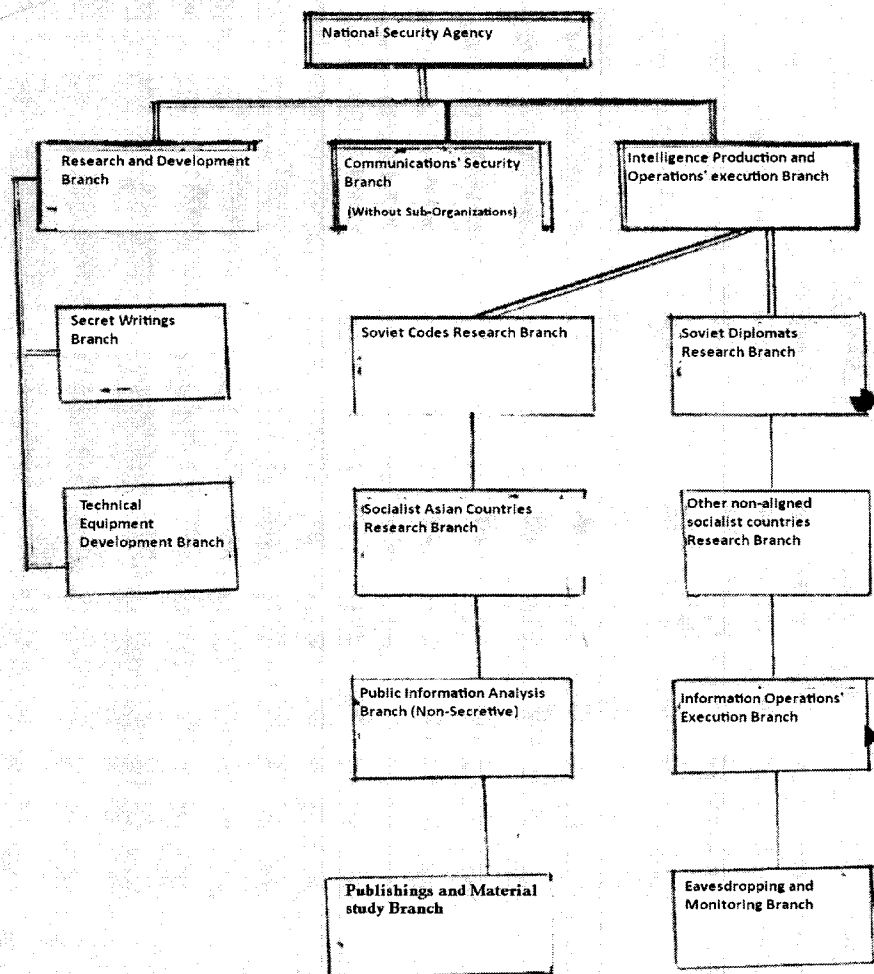 National Security Agency
Research and Development
Branch
Communications' Security
Branch
(Without Sub-Organizations)
Intelligence Production and
Operations' execution Branch
Secret Writings
Branch
Soviet Codes Research Branch
Soviet Diplomats
Research Branch
Technical
Equipment
Development Branch
Socialist Asian Countries
Research Branch
Other non-aligned
socialist countries
Research Branch
Public Information Analysis
Branch (Non-Secretive)
Information Operations'
Execution Branch
Publishings and Material
study Branch
Eavesdropping and
Monitoring Branch